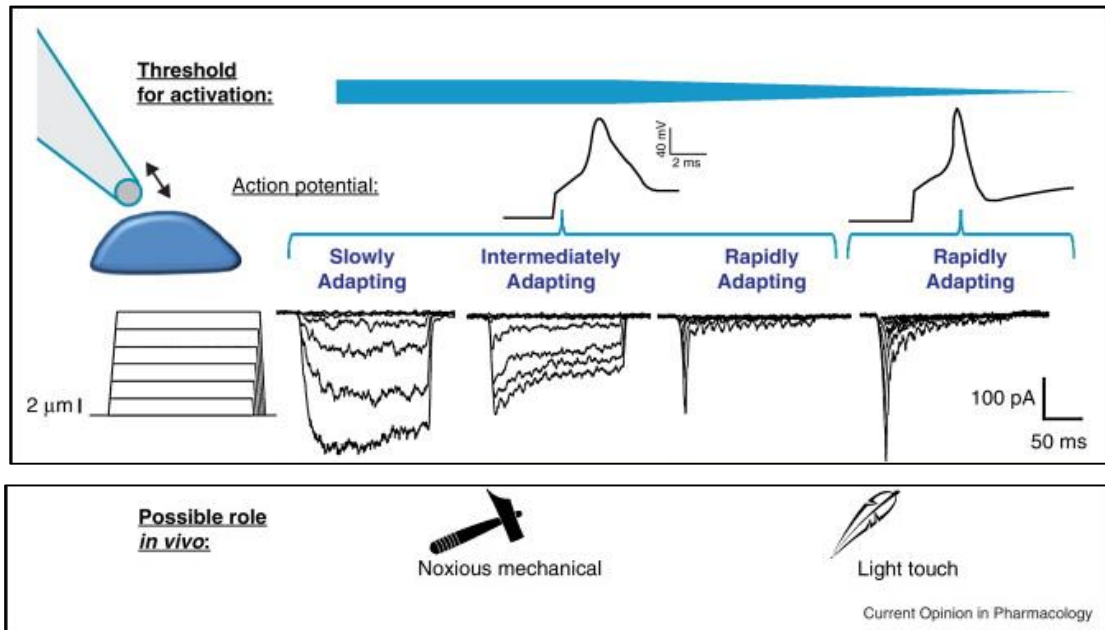 Threshold
for activation:
40 mV
2 ms
Action potential:
Slowly
Adapting
Intermediately
Adapting
Rapidly
Adapting
Rapidly
Adapting
2 μm
100 pA
50 ms
Possible role
in vivo:
Noxious mechanical
Light touch
Current Opinion in Pharmacology